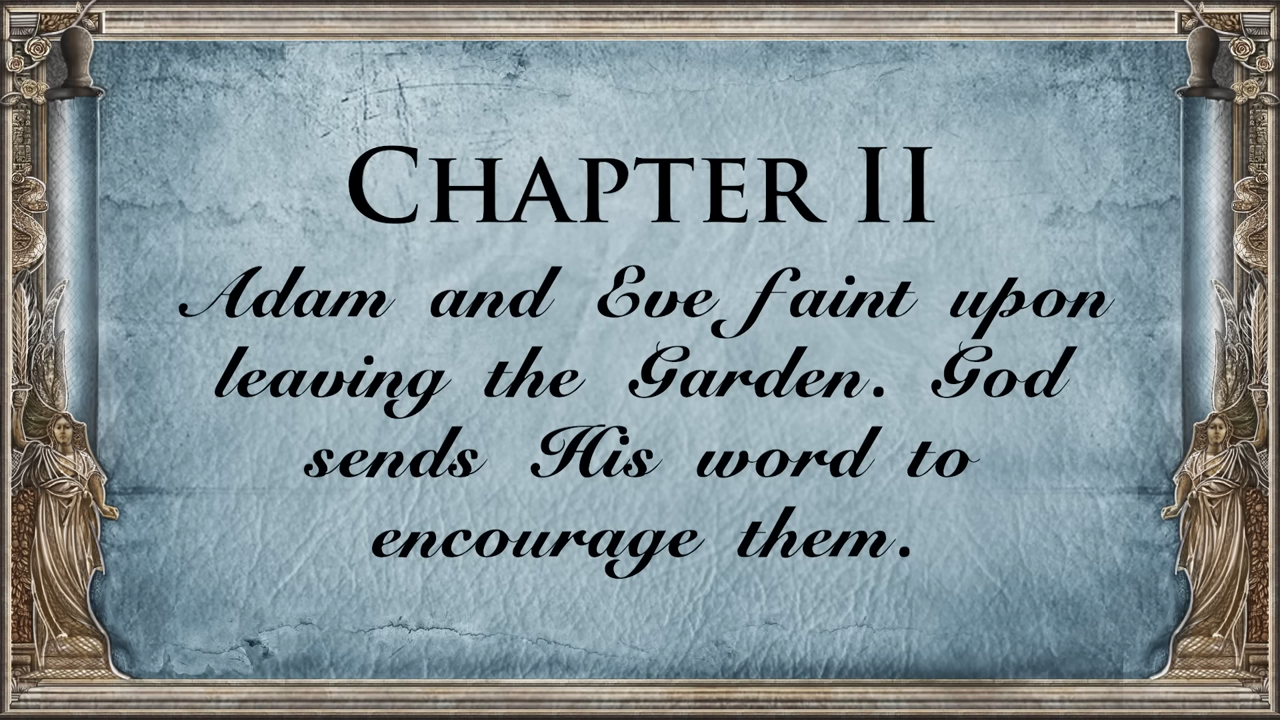 Chapter II
Adam and Eve faint upon
leaving the Garden. God
sends His word to
encourage them.